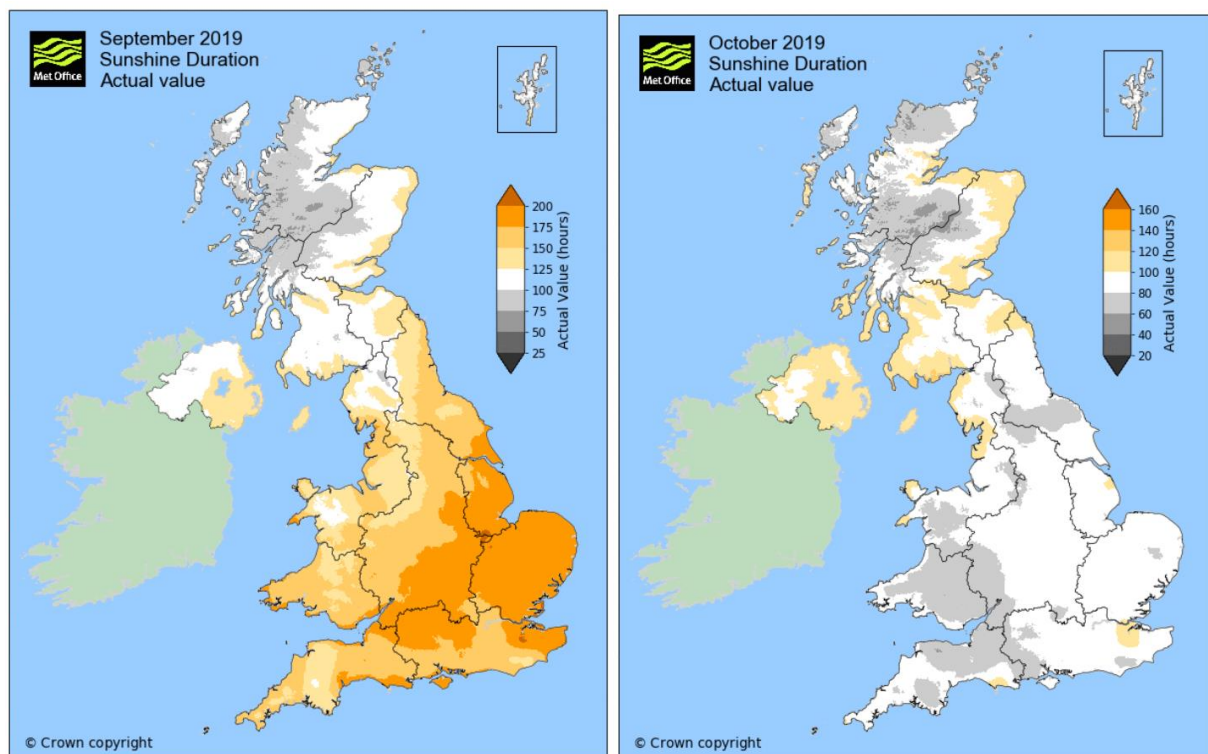 September 2019
Sunshine Duration
Actual value
Met Office
200
175
150
125
100
75
50
25
Actual Value (hours)
© Crown copyright
October 2019
Sunshine Duration
Actual value
Met Office
160
140
120
100
80
60
40
20
Actual Value (hours)
© Crown copyright